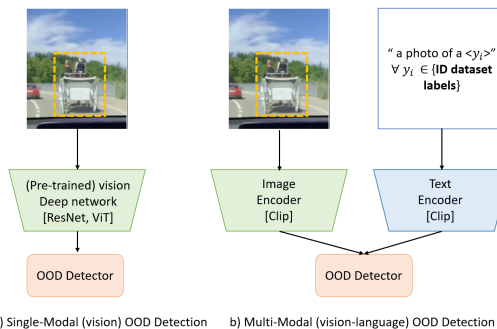 “ a photo of a <yᵢ>”
∀ yᵢ ∈ {ID dataset
labels}
(Pre-trained) vision
Deep network
[ResNet, ViT]
Image
Encoder
[Clip]
Text
Encoder
[Clip]
OOD Detector
OOD Detector
) Single-Modal (vision) OOD Detection
b) Multi-Modal (vision-language) OOD Detection